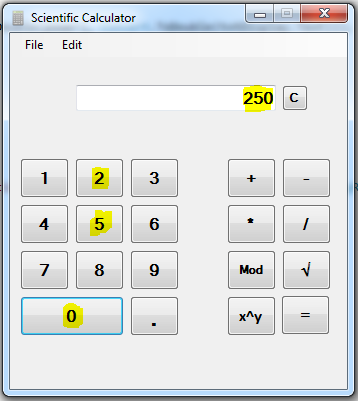 Scientific Calculator
File Edit
250 C
1 2 3 + -
4 5 6 * /
7 8 9 Mod √
0 . x^y =